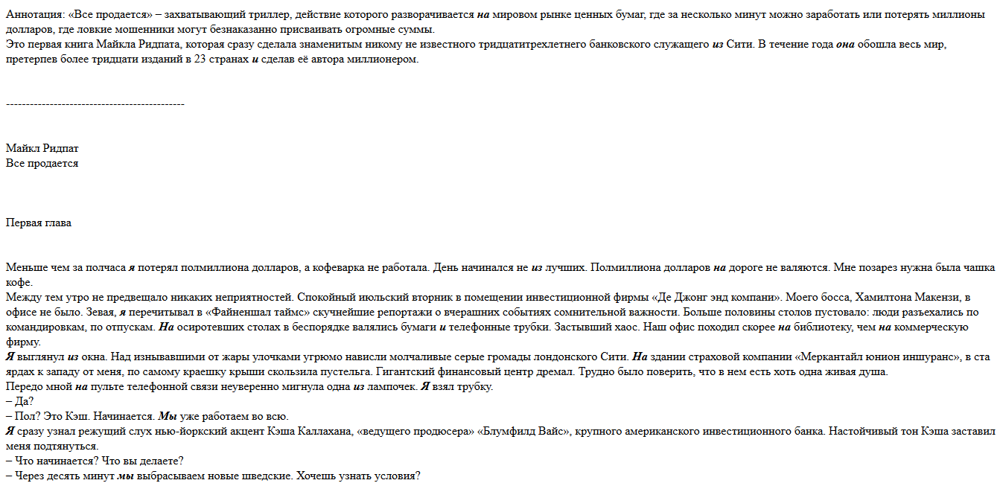 Аннотация: «Все продается» – захватывающий триллер, действие которого разворачивается на мировом рынке ценных бумаг, где за несколько минут можно заработать или потерять миллионы
долларов, где ловкие мошенники могут безнаказанно присваивать огромные суммы.
Это первая книга Майкла Ридпата, которая сразу сделала знаменитым никому не известного тридцатитрехлетнего банковского служащего из Сити. В течение года она обошла весь мир,
претерпев более тридцати изданий в 23 странах и сделав её автора миллионером.
---------------------------------------------
Майкл Ридпат
Все продается
Первая глава
Меньше чем за полчаса я потерял полмиллиона долларов, а кофеварка не работала. День начинался не из лучших. Полмиллиона долларов на дороге не валяются. Мне позарез нужна была чашка
кофе.
Между тем утро не предвещало никаких неприятностей. Спокойный июльский вторник в помещении инвестиционной фирмы «Де Джонг энд компани». Моего босса, Хамилтона Макензи, в
офисе не было. Зевая, я перечитывал в «Файненшал таймс» скучнейшие репортажи о вчерашних событиях сомнительной важности. Больше половины столов пустовало: люди разъехались по
командировкам, по отпускам. На осиротевших столах в беспорядке валялись бумаги и телефонные трубки. Застывший хаос. Наш офис походил скорее на библиотеку, чем на коммерческую
фирму.
Я выглянул из окна. Над изнывавшими от жары улочками угрюмо нависли молчаливые серые громады лондонского Сити. На здании страховой компании «Меркантайл юнион иншуранс», в ста
ярдах к западу от меня, по самому краешку крыши скользила пустельга. Гигантский финансовый центр дремал. Трудно было поверить, что в нем есть хоть одна живая душа.
Передо мной на пульте телефонной связи неуверенно мигнула одна из лампочек. Я взял трубку.
– Да?
– Пол? Это Кэш. Начинается. Мы уже работаем во всю.
Я сразу узнал режущий слух нью-йоркский акцент Кэша Каллахана, «ведущего продюсера» «Блумфилд Вайс», крупного американского инвестиционного банка. Настойчивый тон Кэша заставил
меня подтянуться.
– Что начинается? Что вы делаете?
– Через десять минут мы выбрасываем новые шведские. Хочешь узнать условия?